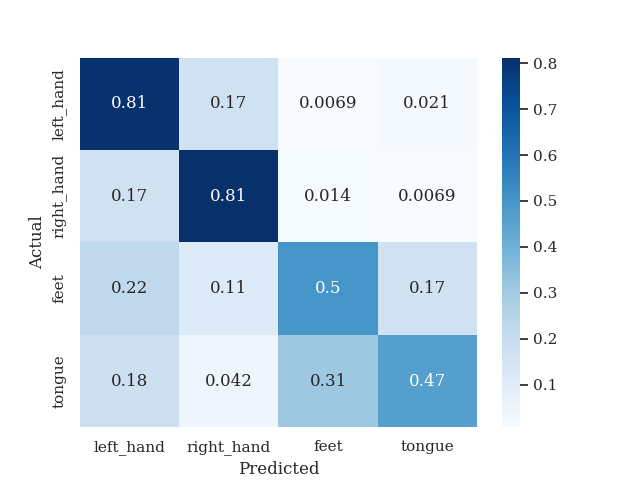 left_hand 0.81 0.17 0.0069 0.021
right_hand 0.17 0.81 0.014 0.0069
feet 0.22 0.11 0.5 0.17
tongue 0.18 0.042 0.31 0.47
left_hand right_hand feet tongue
Predicted
Actual
0.8
0.7
0.6
0.5
0.4
0.3
0.2
0.1